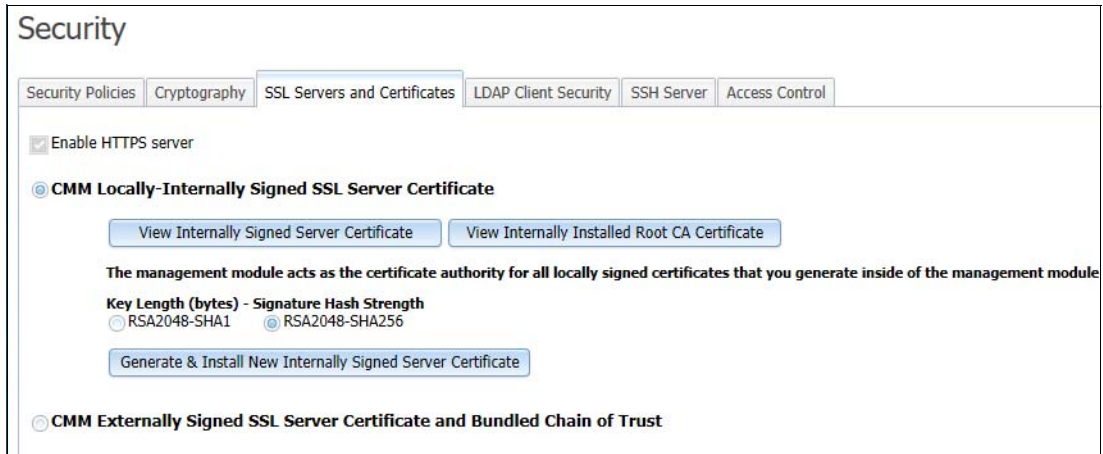 Security
Security Policies Cryptography SSL Servers and Certificates LDAP Client Security SSH Server Access Control
Enable HTTPS server
CMM Locally-Internally Signed SSL Server Certificate
View Internally Signed Server Certificate View Internally Installed Root CA Certificate
The management module acts as the certificate authority for all locally signed certificates that you generate inside of the management module
Key Length (bytes) - Signature Hash Strength
RSA2048-SHA1 RSA2048-SHA256
Generate & Install New Internally Signed Server Certificate
CMM Externally Signed SSL Server Certificate and Bundled Chain of Trust